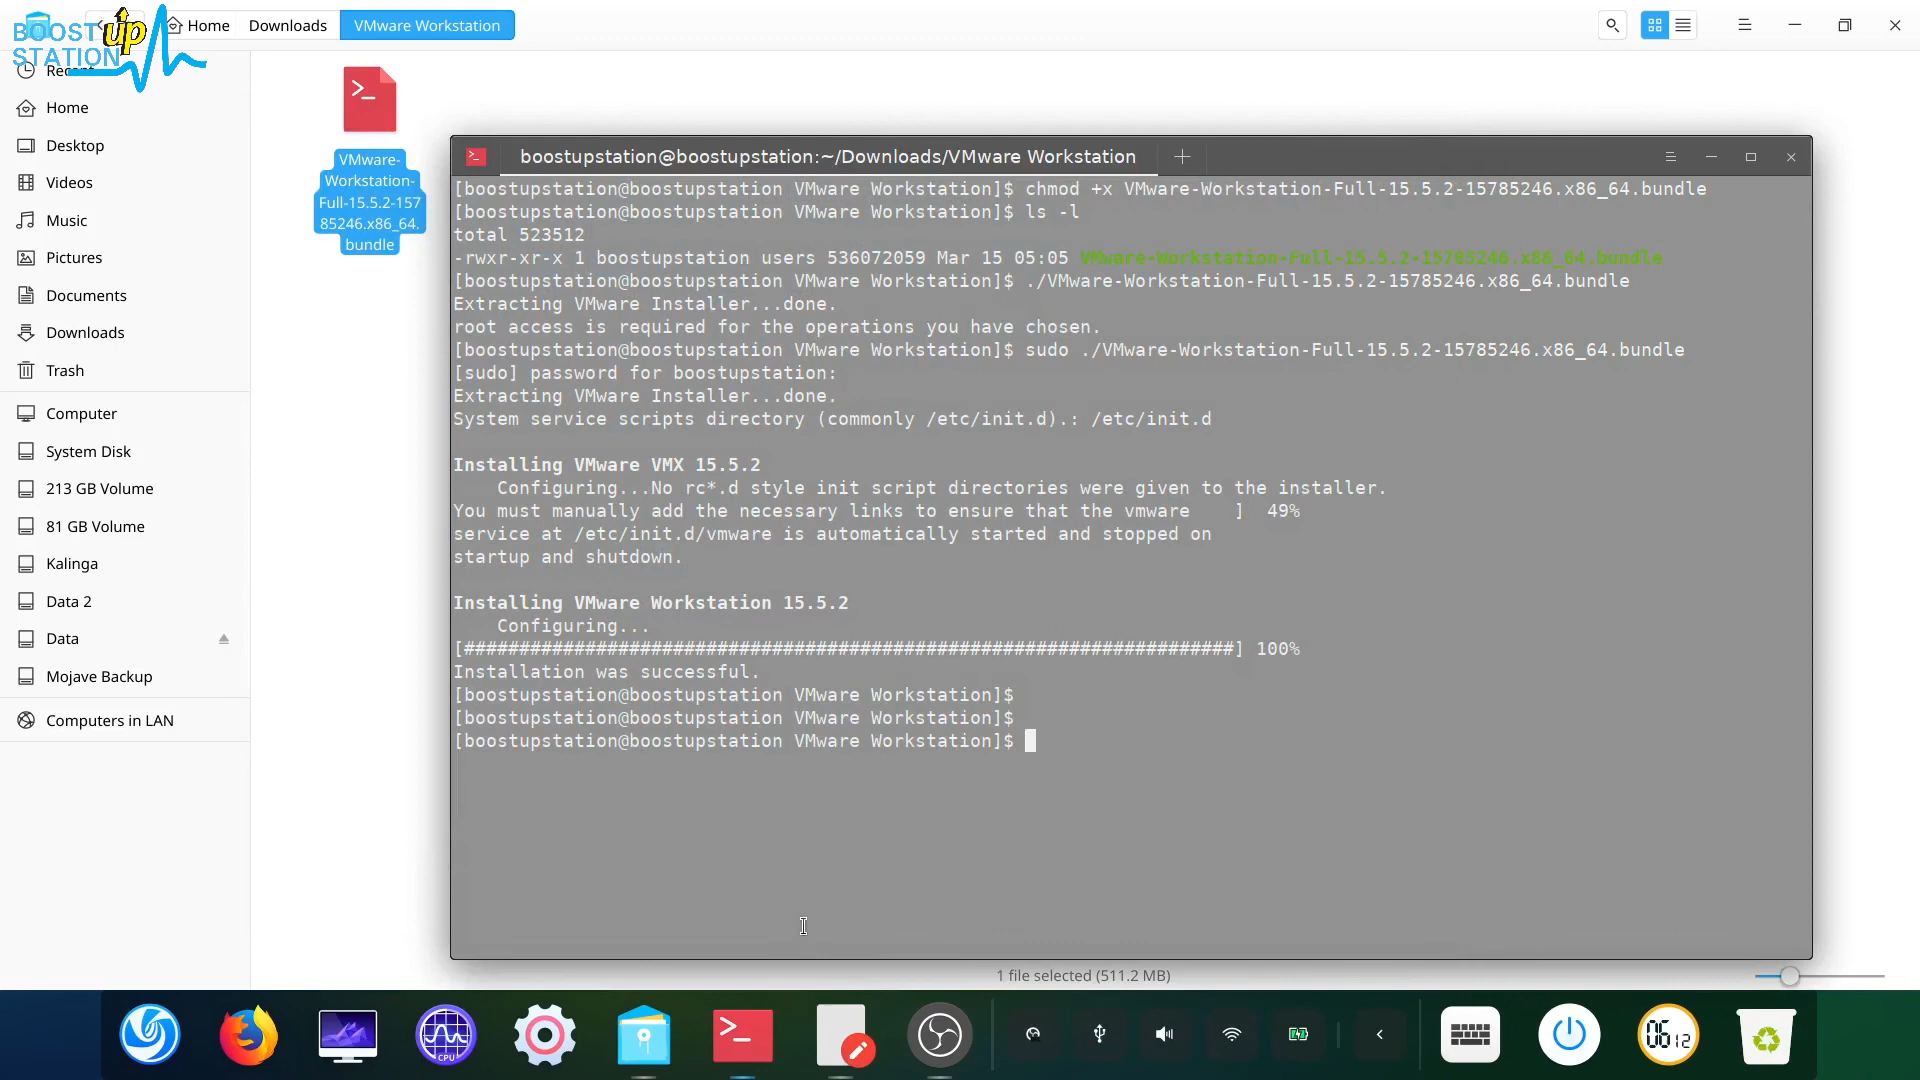 BOOST up
STATION
Home Downloads VMware Workstation
Recent
Home
Desktop
Videos
Music
Pictures
Documents
Downloads
Trash
Computer
System Disk
213 GB Volume
81 GB Volume
Kalinga
Data 2
Data
Mojave Backup
Computers in LAN
VMware-
Workstation-
Full-15.5.2-157
85246.x86_64.
bundle
boostupstation@boostupstation:~/Downloads/VMware Workstation
[boostupstation@boostupstation VMware Workstation]$ chmod +x VMware-Workstation-Full-15.5.2-15785246.x86_64.bundle
[boostupstation@boostupstation VMware Workstation]$ ls -l
total 523512
-rwxr-xr-x 1 boostupstation users 536072059 Mar 15 05:05 VMware-Workstation-Full-15.5.2-15785246.x86_64.bundle
[boostupstation@boostupstation VMware Workstation]$ ./VMware-Workstation-Full-15.5.2-15785246.x86_64.bundle
Extracting VMware Installer...done.
root access is required for the operations you have chosen.
[boostupstation@boostupstation VMware Workstation]$ sudo ./VMware-Workstation-Full-15.5.2-15785246.x86_64.bundle
[sudo] password for boostupstation:
Extracting VMware Installer...done.
System service scripts directory (commonly /etc/init.d).: /etc/init.d
Installing VMware VMX 15.5.2
Configuring...No rc*.d style init script directories were given to the installer.
You must manually add the necessary links to ensure that the vmware ] 49%
service at /etc/init.d/vmware is automatically started and stopped on
startup and shutdown.
Installing VMware Workstation 15.5.2
Configuring...
[######################################################################] 100%
Installation was successful.
[boostupstation@boostupstation VMware Workstation]$
[boostupstation@boostupstation VMware Workstation]$
[boostupstation@boostupstation VMware Workstation]$
1 file selected (511.2 MB)
CPU
06 12